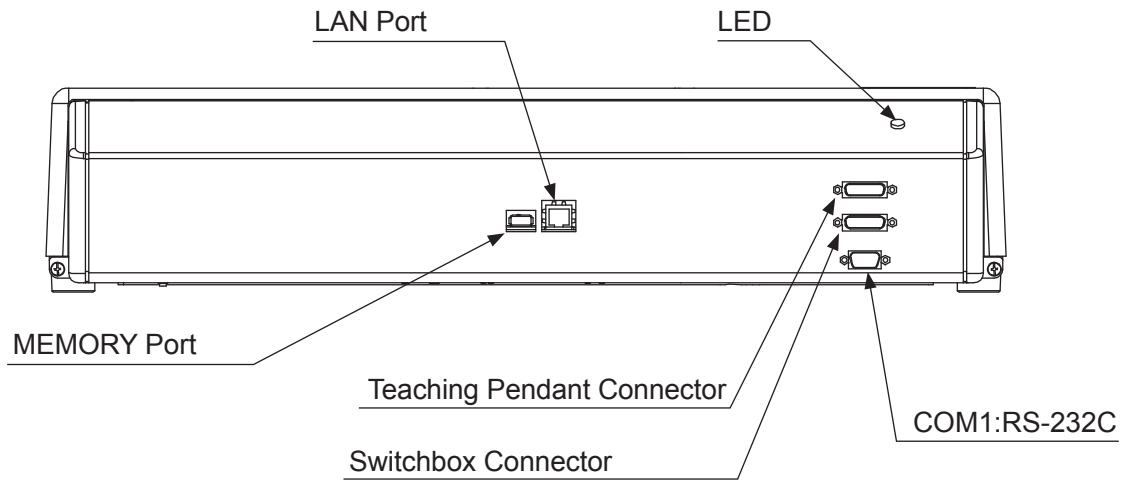 LAN Port
LED
MEMORY Port
Teaching Pendant Connector
COM1:RS-232C
Switchbox Connector